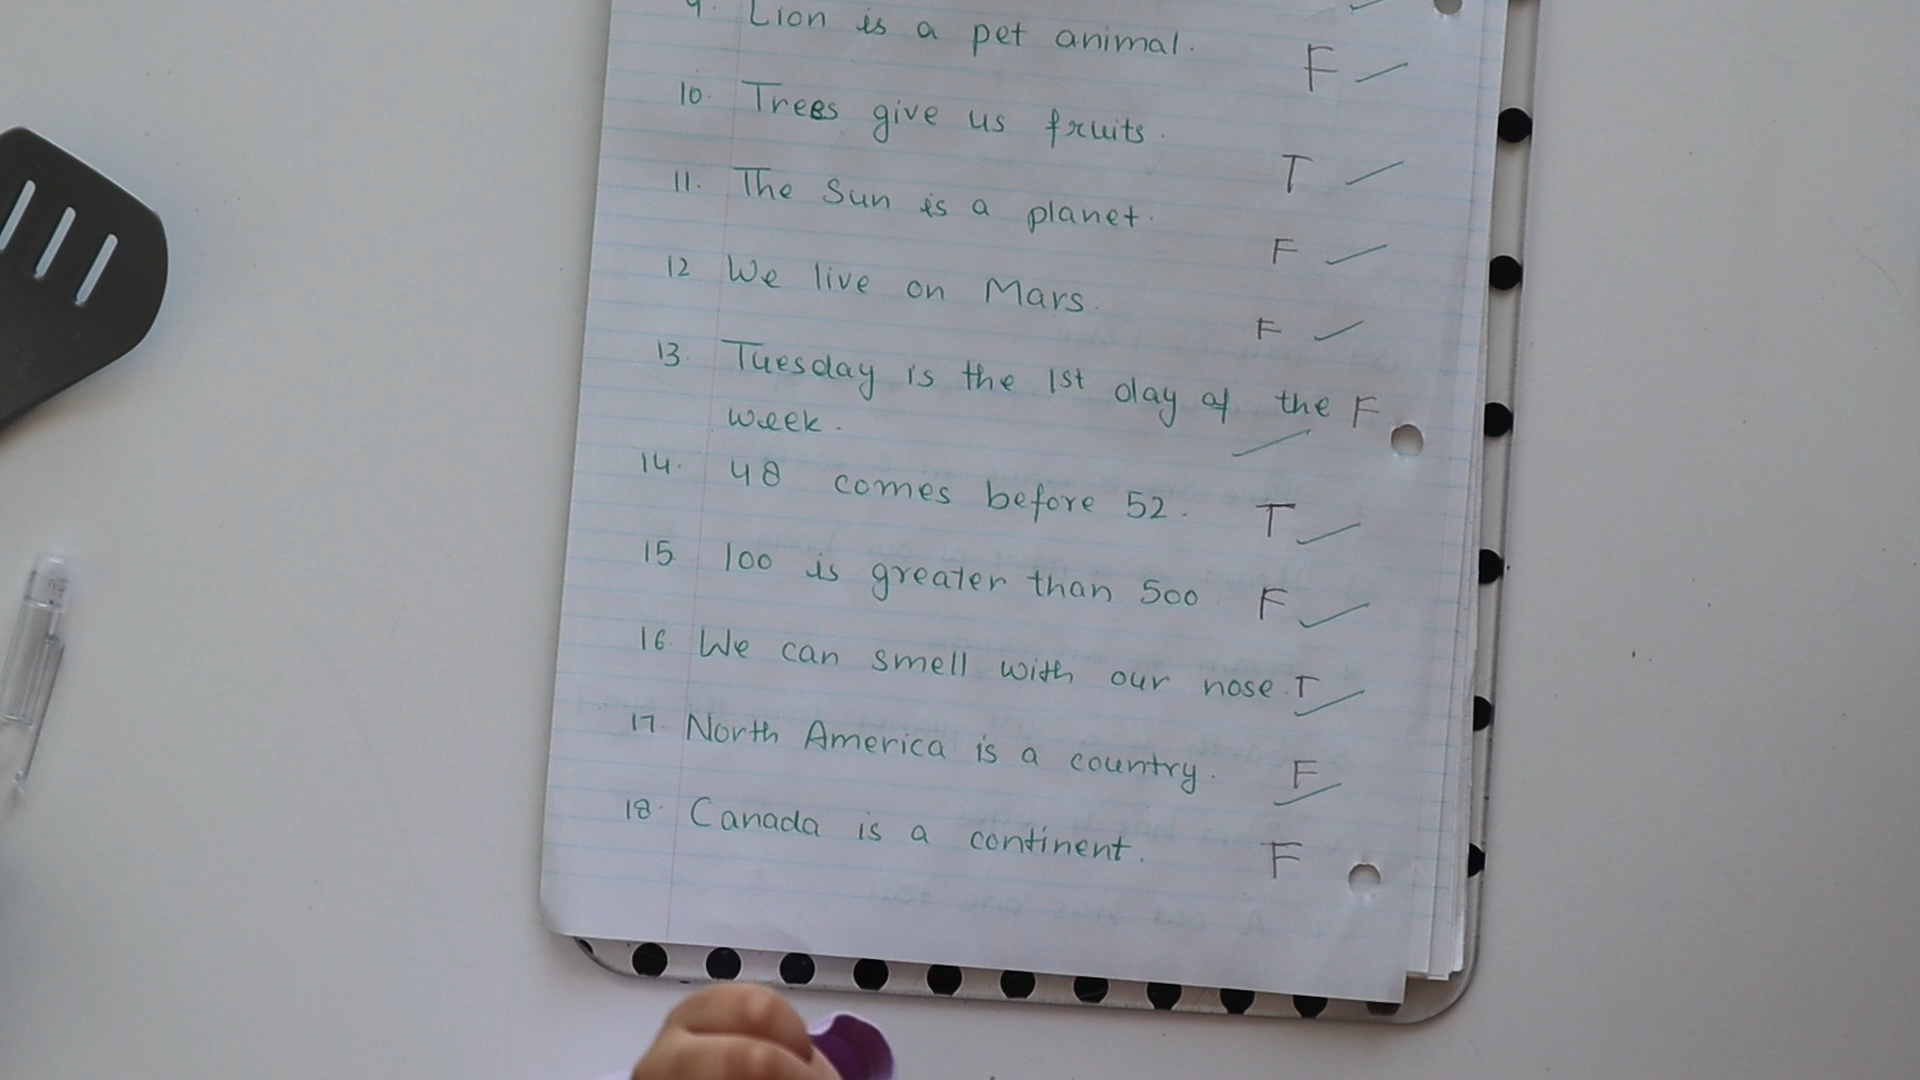 9. Lion is a pet animal. F
10. Trees give us fruits. T
11. The Sun is a planet. F
12 We live on Mars. F
13. Tuesday is the 1st day of the F
week.
14. 48 comes before 52. T
15. 100 is greater than 500 F
16. We can smell with our nose. T
17. North America is a country. F
18. Canada is a continent. F